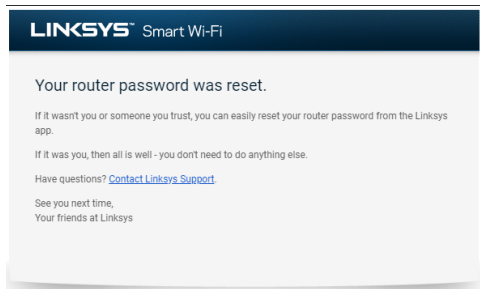 LINKSYS™ Smart Wi-Fi
Your router password was reset.
If it wasn't you or someone you trust, you can easily reset your router password from the Linksys
app.
If it was you, then all is well - you don't need to do anything else.
Have questions? Contact Linksys Support.
See you next time,
Your friends at Linksys